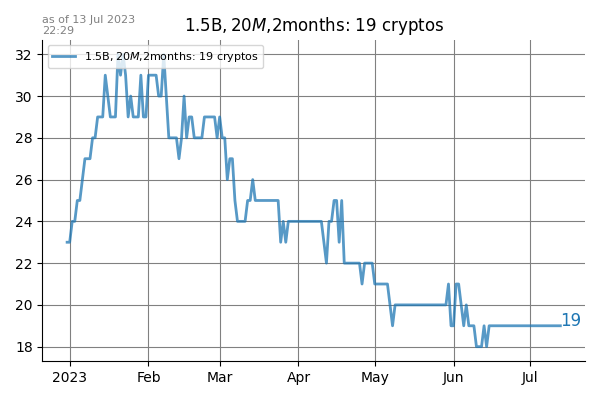 as of 13 Jul 2023
22:29
1.5B, 20M,2months: 19 cryptos
1.5B, 20M,2months: 19 cryptos
32
30
28
26
24
22
20
18
19
2023
Feb
Mar
Apr
May
Jun
Jul